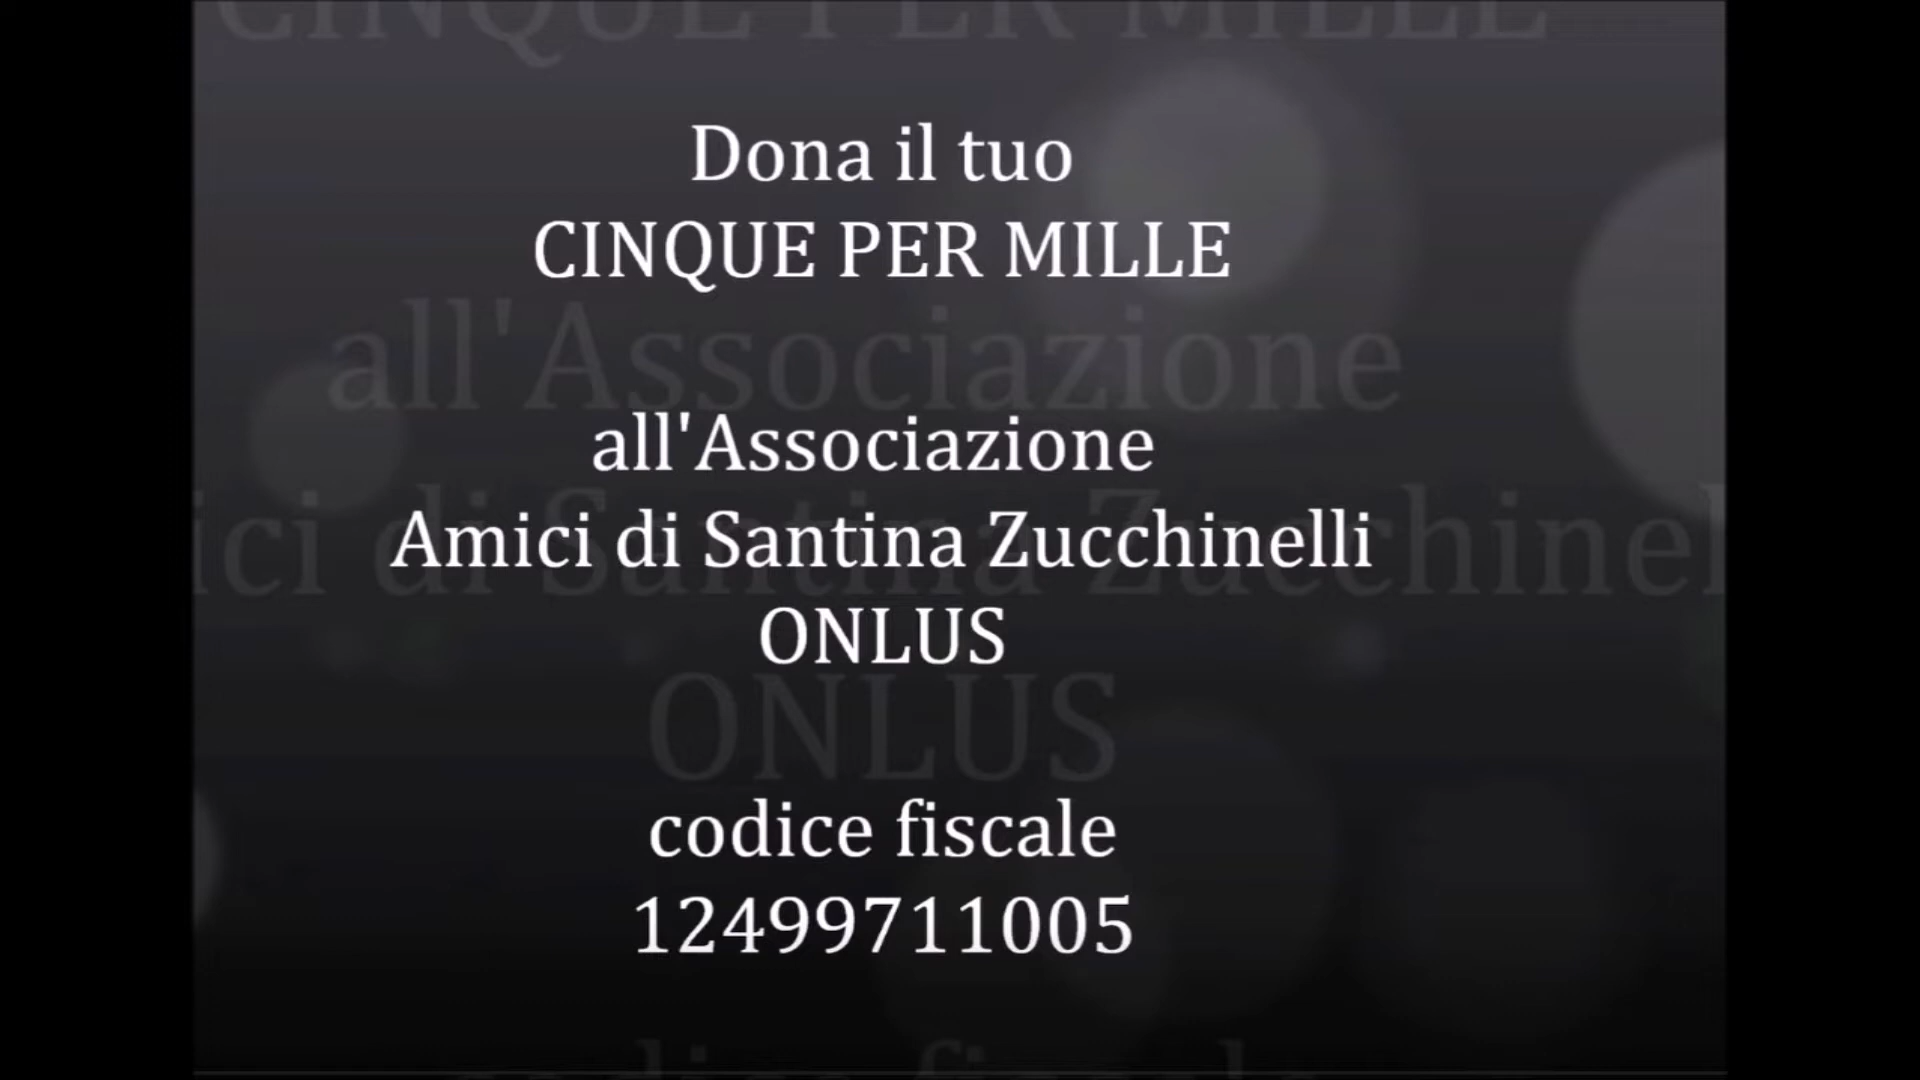 Dona il tuo
CINQUE PER MILLE
all'Associazione
Amici di Santina Zucchinelli
ONLUS
codice fiscale
12499711005